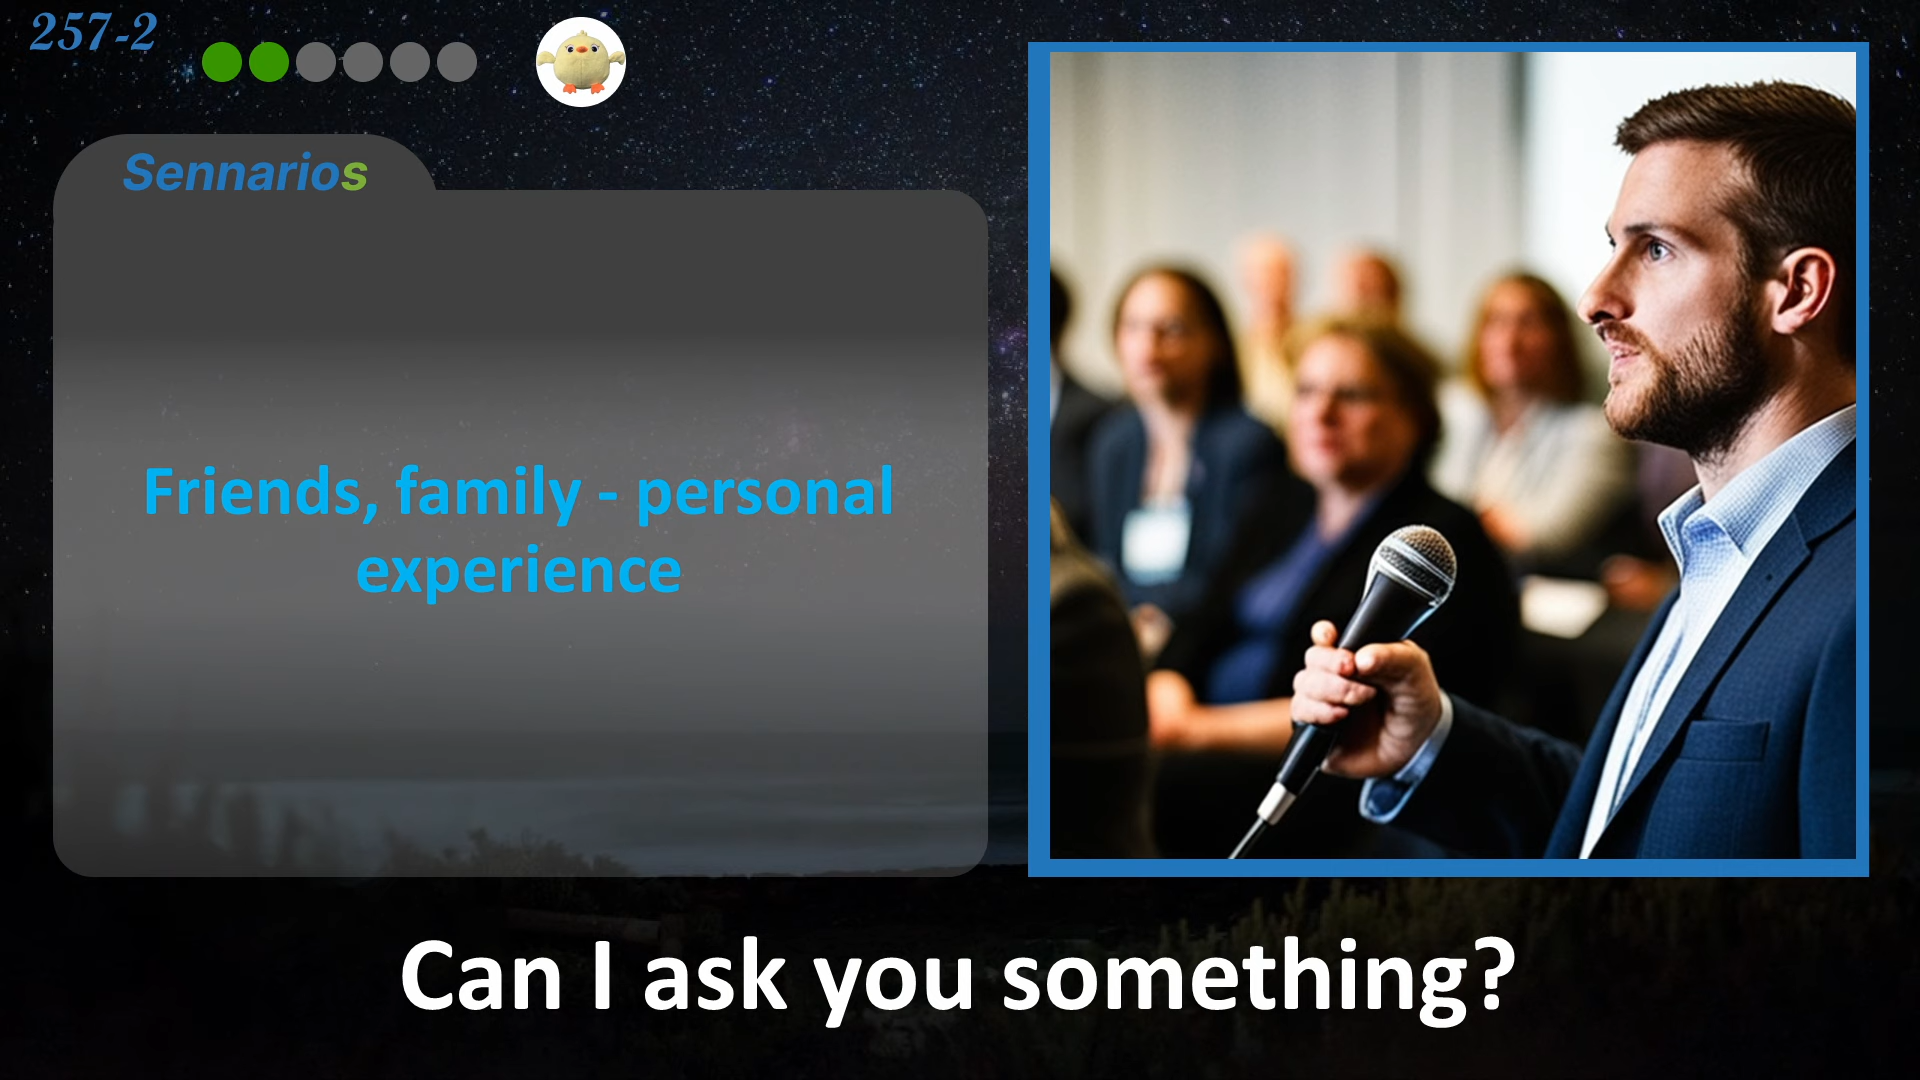 257-2
Sennarios
Friends, family - personal
experience
Can I ask you something?